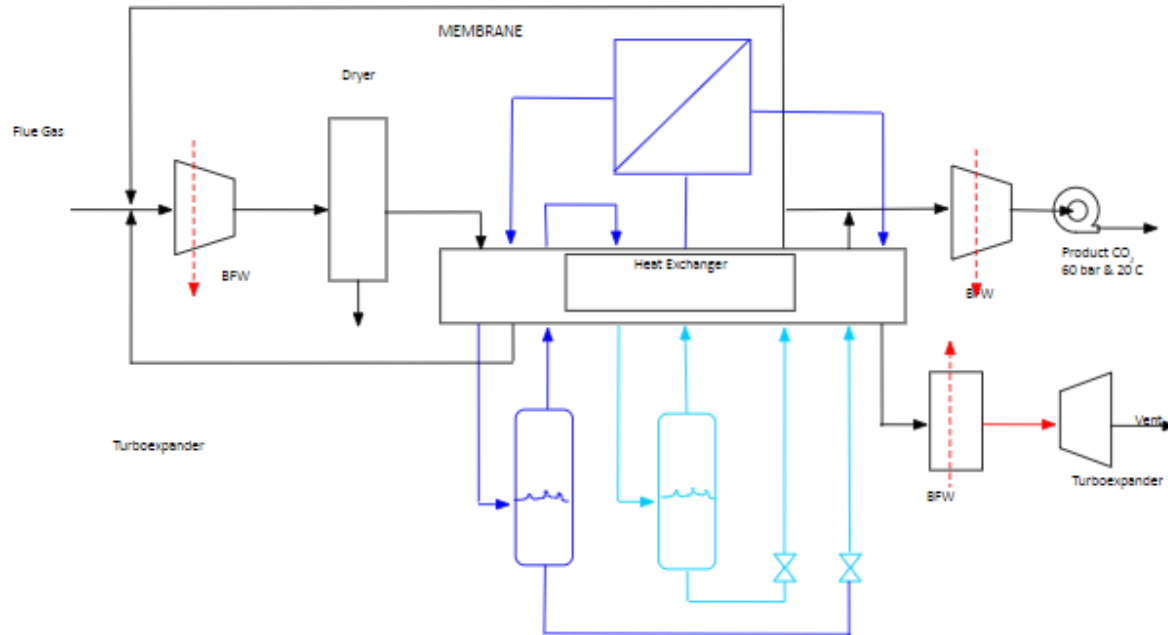 MEMBRANE
Dryer
Flue Gas
BFW
Heat Exchanger
Product CO₂
60 bar & 20 C
BFW
Vent
Turboexpander
BFW
Turboexpander